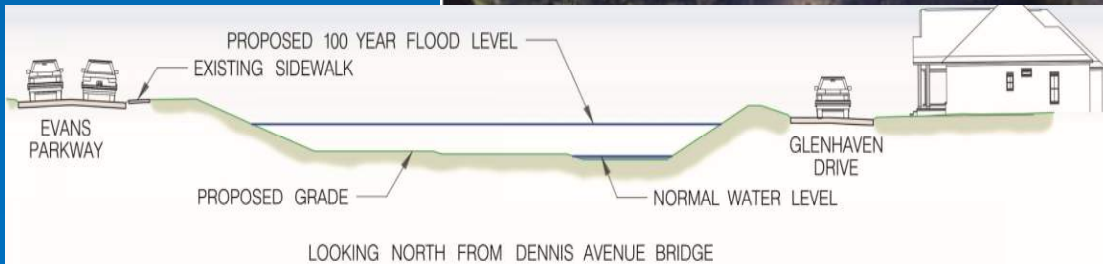 PROPOSED 100 YEAR FLOOD LEVEL
EXISTING SIDEWALK
EVANS
PARKWAY
GLENHAVEN
DRIVE
PROPOSED GRADE
NORMAL WATER LEVEL
LOOKING NORTH FROM DENNIS AVENUE BRIDGE